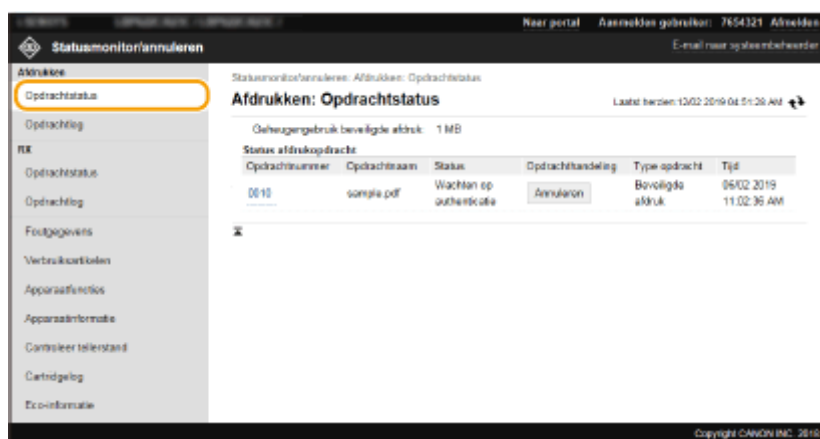 Naar portal Aanmelden gebruiker: 7654321 Afmelden
Statusmonitor/annuleren
E-mail naar systeembeheerder
Afdrukken
Opdrachtstatus
Opdrachtlog
RX
Opdrachtstatus
Opdrachtlog
Foutgegevens
Verbruiksartikelen
Apparaatfuncties
Apparaatinformatie
Controleer tellerstand
Cartridgelog
Eco-informatie
Statusmonitor/annuleren: Afdrukken: Opdrachtstatus
Afdrukken: Opdrachtstatus
Laatst herzien: 12/02 2019 04:51:28 AM
Geheugengebruik beveiligde afdruk: 1 MB
Status afdrukopdracht
Opdrachtnummer Opdrachtnaam Status Opdrachthandeling Type opdracht Tijd
0010 sample.pdf Wachten op authenticatie Annuleren Beveiligde afdruk 06/02 2019 11:02:36 AM
Copyright CANON INC. 2018